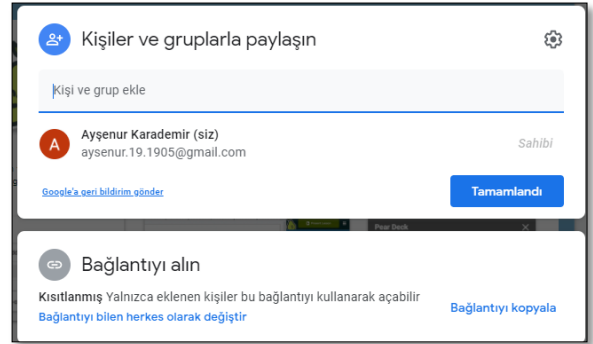 Kişiler ve gruplarla paylaşın
Kişi ve grup ekle
A
Ayşenur Karademir (siz)
aysenur.19.1905@gmail.com
Sahibi
Google'a geri bildirim gönder
Tamamlandı
Pear Deck
Bağlantıyı alın
Kısıtlanmış Yalnızca eklenen kişiler bu bağlantıyı kullanarak açabilir
Bağlantıyı bilen herkes olarak değiştir
Bağlantıyı kopyala